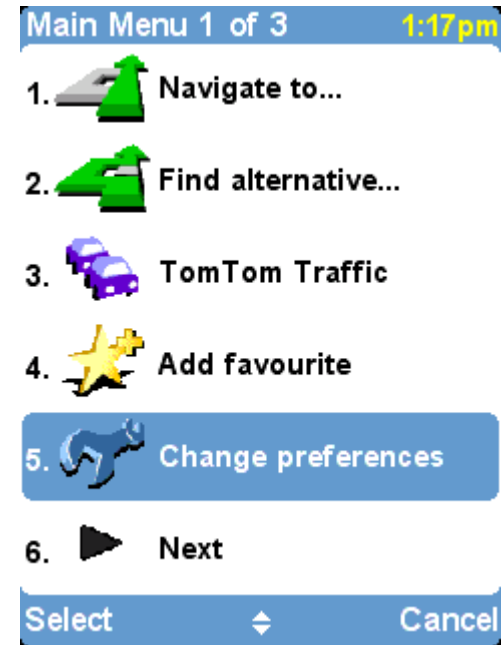 Main Menu 1 of 3 1:17pm
1. Navigate to...
2. Find alternative...
3. TomTom Traffic
4. Add favourite
5. Change preferences
6. Next
Select Cancel